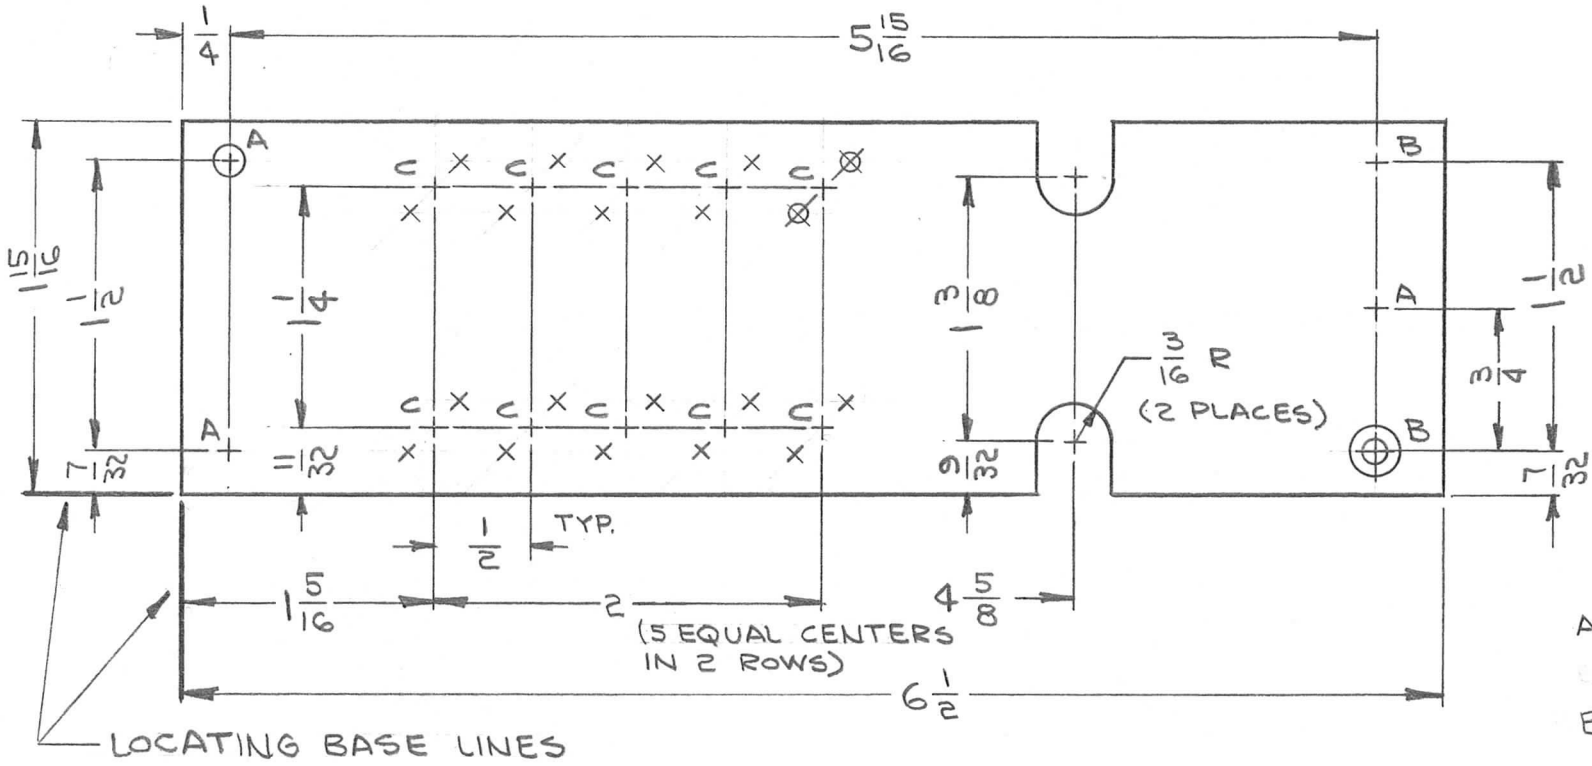 1/4
5 15/16
A
B
C × C × C × C × C ⊗
× × × × ⊗
1 15/16
1 1/2
1 1/4
1 3/8
A
1 1/2
3/16 R
(2 PLACES)
3/4
C × C × C × C × C ×
A
B
× × × × ×
7/32
11/32
9/32
7/32
1/2 TYP.
1 5/16
2
4 5/8
(5 EQUAL CENTERS
IN 2 ROWS)
A
6 1/2
LOCATING BASE LINES